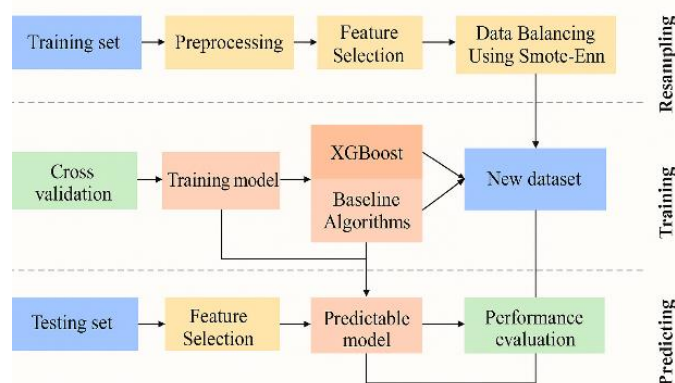 Training set
Preprocessing
Feature
Selection
Data Balancing
Using Smote-Enn
Resampling
Cross
validation
Training model
XGBoost
Baseline
Algorithms
New dataset
Training
Testing set
Feature
Selection
Predictable
model
Performance
evaluation
Predicting